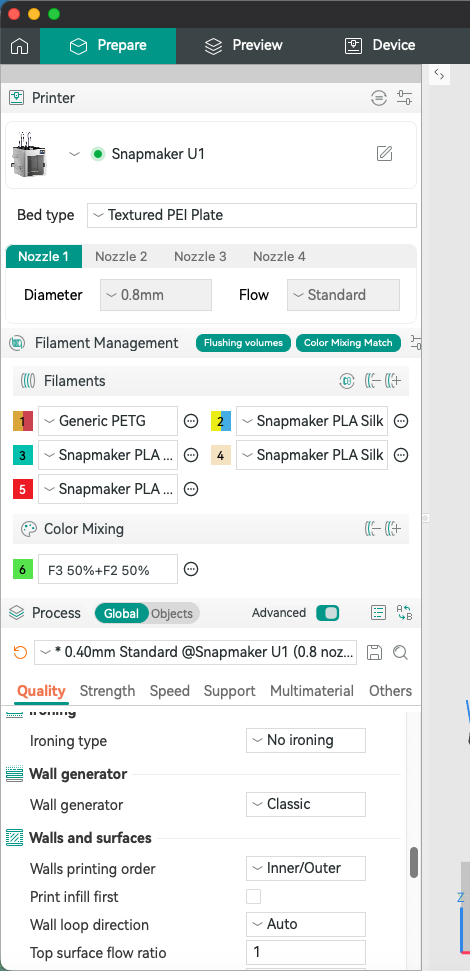 Prepare Preview Device
Printer
Snapmaker U1
Bed type Textured PEI Plate
Nozzle 1 Nozzle 2 Nozzle 3 Nozzle 4
Diameter 0.8mm Flow Standard
Filament Management Flushing volumes Color Mixing Match
Filaments
1 Generic PETG 2 Snapmaker PLA Silk
3 Snapmaker PLA ... 4 Snapmaker PLA Silk
5 Snapmaker PLA ...
Color Mixing
6 F3 50%+F2 50%
Process Global Objects Advanced A B
* 0.40mm Standard @Snapmaker U1 (0.8 noz...
Quality Strength Speed Support Multimaterial Others
Ironing
Ironing type No ironing
Wall generator
Wall generator Classic
Walls and surfaces
Walls printing order Inner/Outer
Print infill first
Z
Wall loop direction Auto
Top surface flow ratio 1